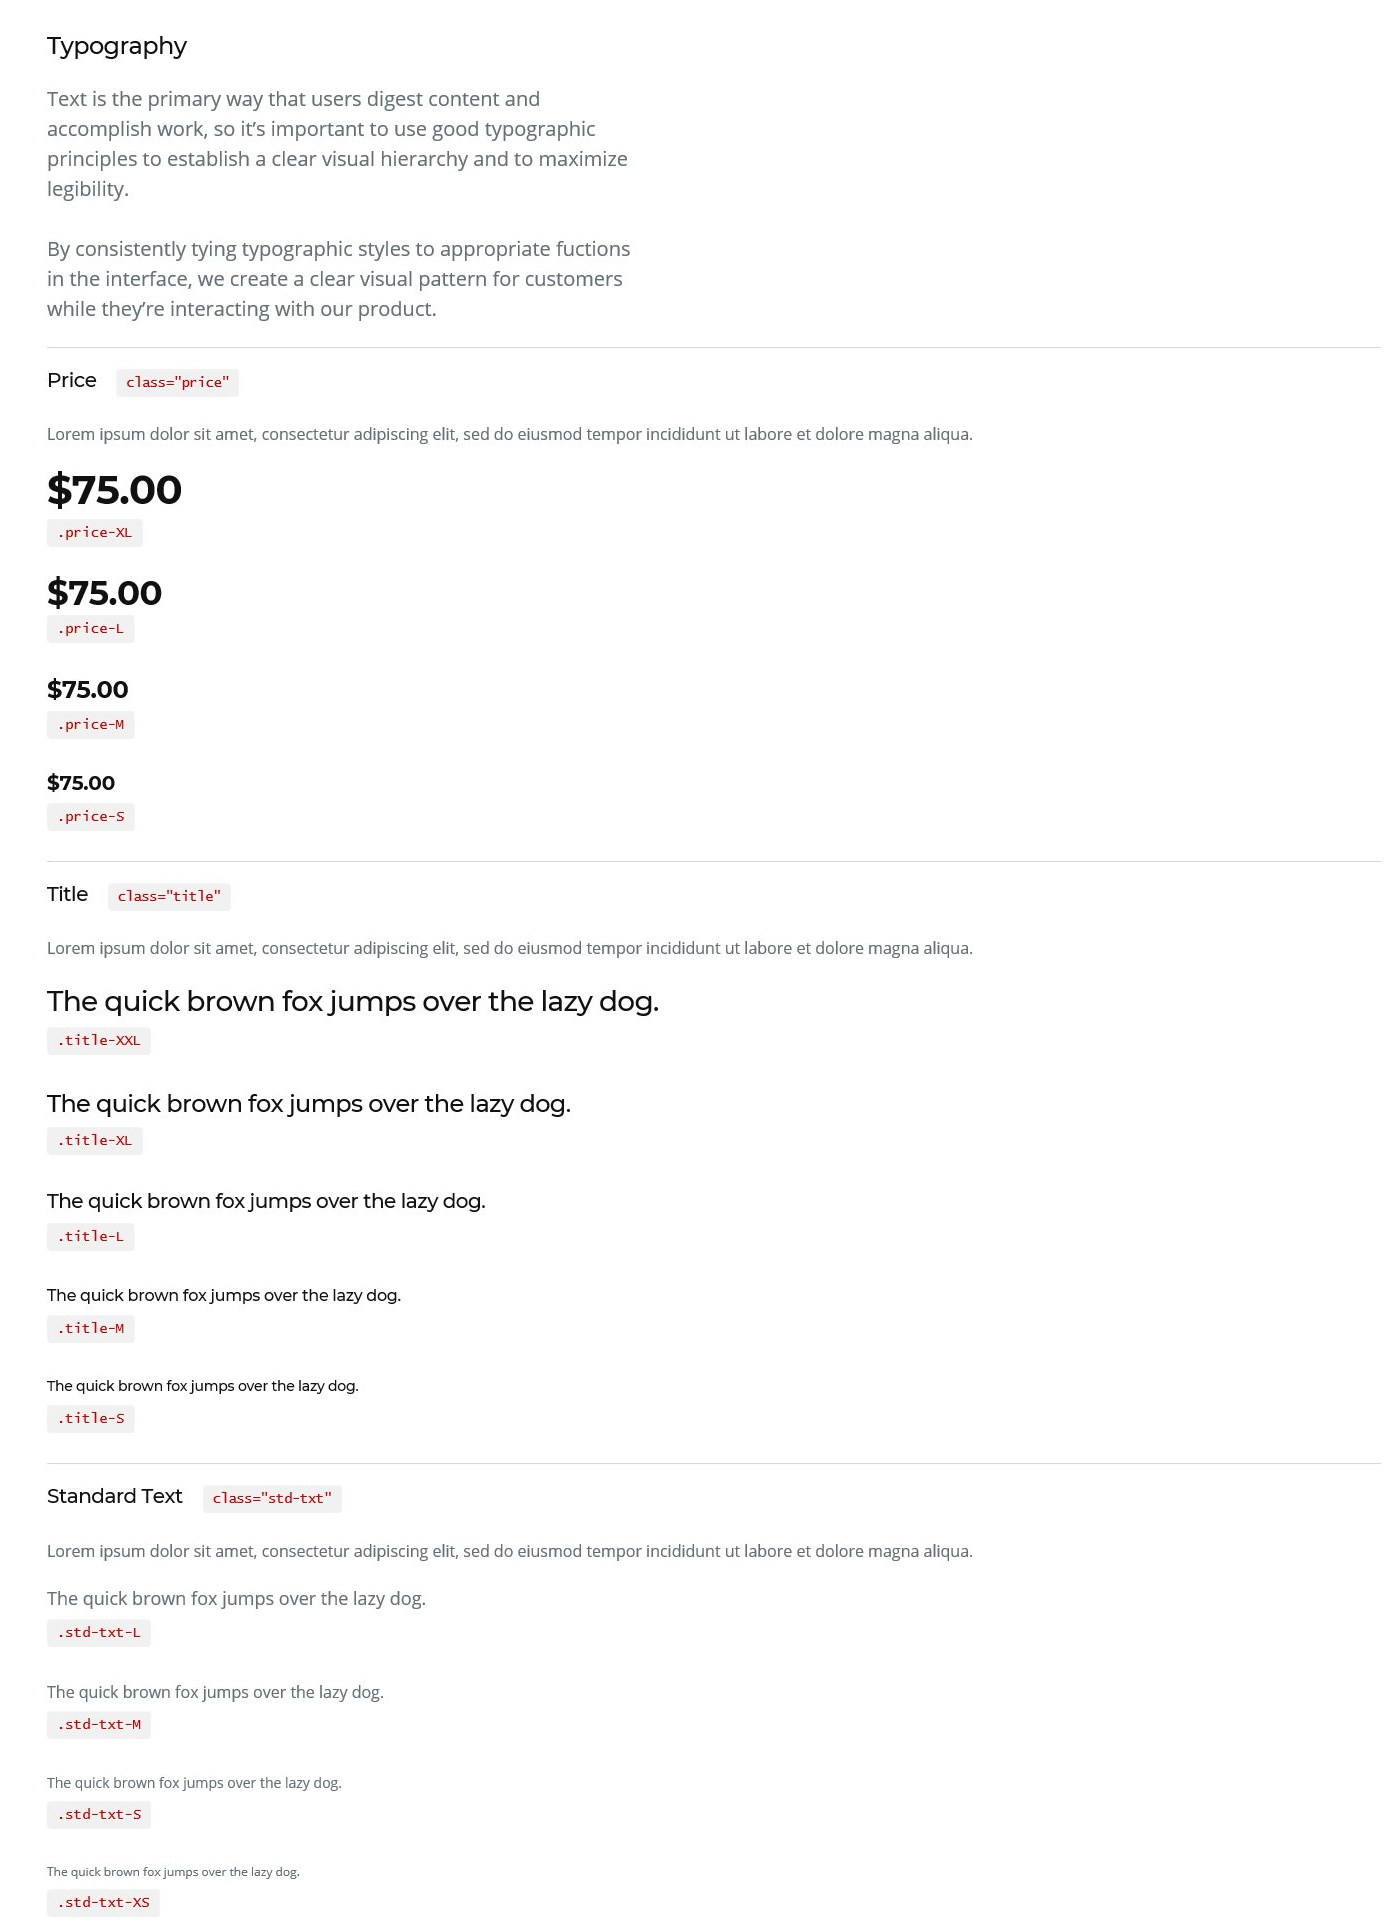 Typography
Text is the primary way that users digest content and
accomplish work, so it’s important to use good typographic
principles to establish a clear visual hierarchy and to maximize
legibility.
By consistently tying typographic styles to appropriate fuctions
in the interface, we create a clear visual pattern for customers
while they’re interacting with our product.
Price class="price"
Lorem ipsum dolor sit amet, consectetur adipiscing elit, sed do eiusmod tempor incididunt ut labore et dolore magna aliqua.
$75.00
.price-XL
$75.00
.price-L
$75.00
.price-M
$75.00
.price-S
Title class="title"
Lorem ipsum dolor sit amet, consectetur adipiscing elit, sed do eiusmod tempor incididunt ut labore et dolore magna aliqua.
The quick brown fox jumps over the lazy dog.
.title-XXL
The quick brown fox jumps over the lazy dog.
.title-XL
The quick brown fox jumps over the lazy dog.
.title-L
The quick brown fox jumps over the lazy dog.
.title-M
The quick brown fox jumps over the lazy dog.
.title-S
Standard Text class="std-txt"
Lorem ipsum dolor sit amet, consectetur adipiscing elit, sed do eiusmod tempor incididunt ut labore et dolore magna aliqua.
The quick brown fox jumps over the lazy dog.
.std-txt-L
The quick brown fox jumps over the lazy dog.
.std-txt-M
The quick brown fox jumps over the lazy dog.
.std-txt-S
The quick brown fox jumps over the lazy dog.
.std-txt-XS